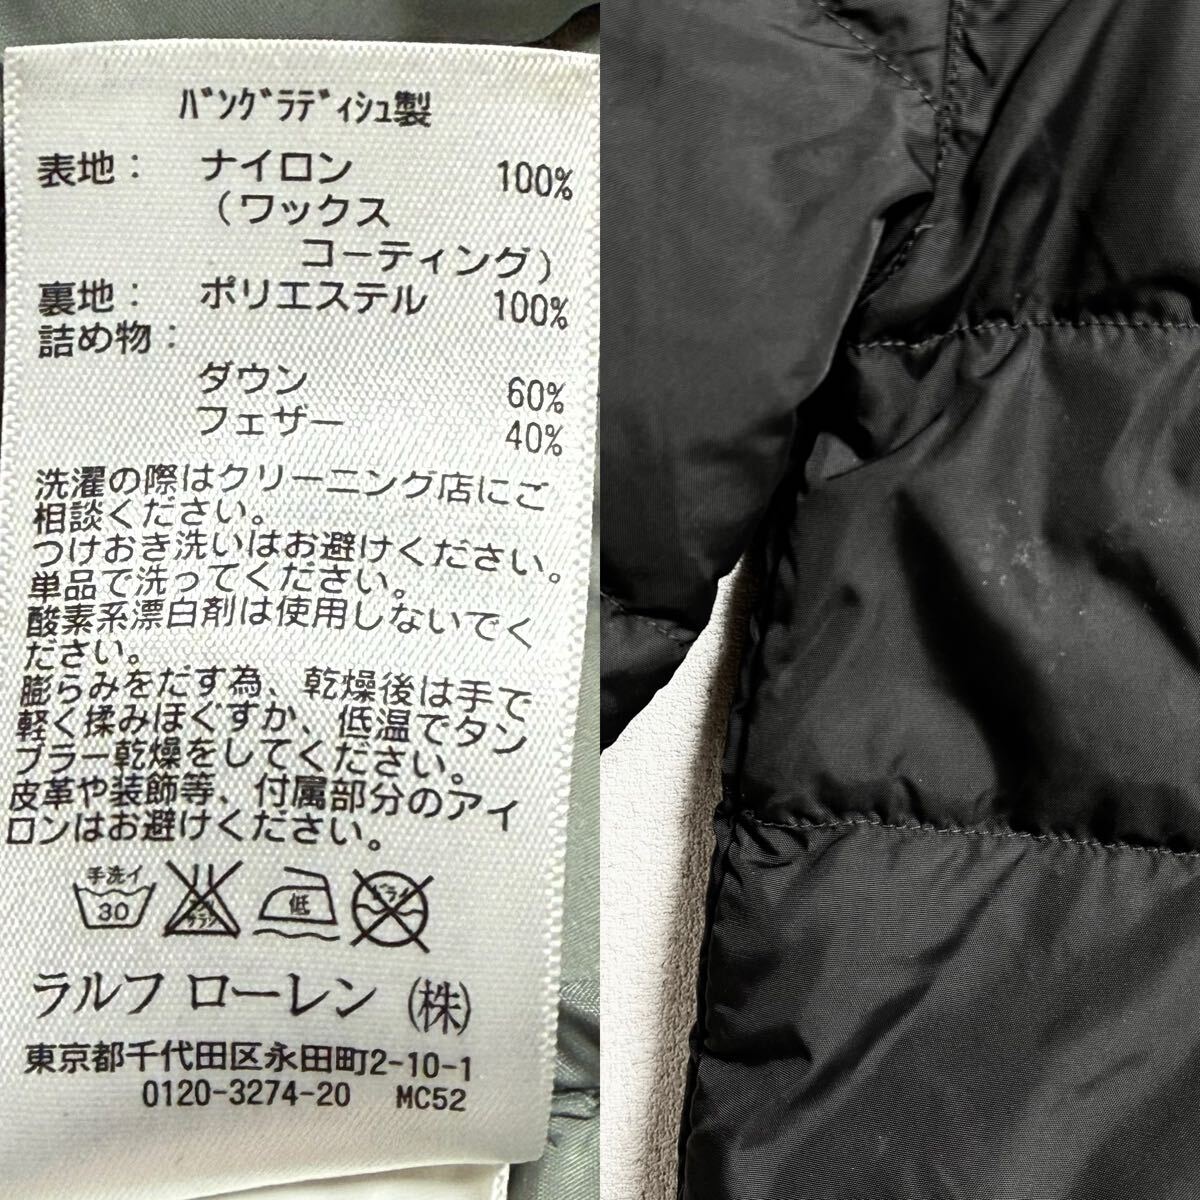 バングラディシュ製
表地： ナイロン 100%
（ワックス
コーティング）
裏地： ポリエステル 100%
詰め物：
ダウン 60%
フェザー 40%
洗濯の際はクリーニング店にご
相談ください。
つけおき洗いはお避けください。
単品で洗ってください。
酸素系漂白剤は使用しないでく
ださい。
膨らみをだす為、乾燥後は手で
軽く揉みほぐすか、低温でタン
ブラー乾燥をしてください。
皮革や装飾等、付属部分のアイ
ロンはお避けください。
手洗イ
30 エンソサラシ 低 ドライ
ラルフ ローレン ㈱
東京都千代田区永田町2-10-1
0120-3274-20 MC52